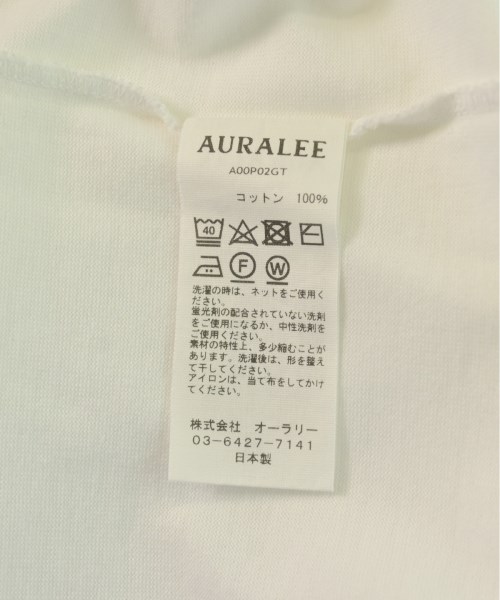 AURALEE
A00P02GT
コットン 100%
40
F W
洗濯の時は、ネットをご使用く
ださい。
蛍光剤の配合されていない洗剤
をご使用になるか、中性洗剤を
ご使用ください。
素材の特性上、多少縮むことが
あります。洗濯後は、形を整え
て干してください。
アイロンは、当て布をしてかけ
てください。
株式会社 オーラリー
03-6427-7141
日本製